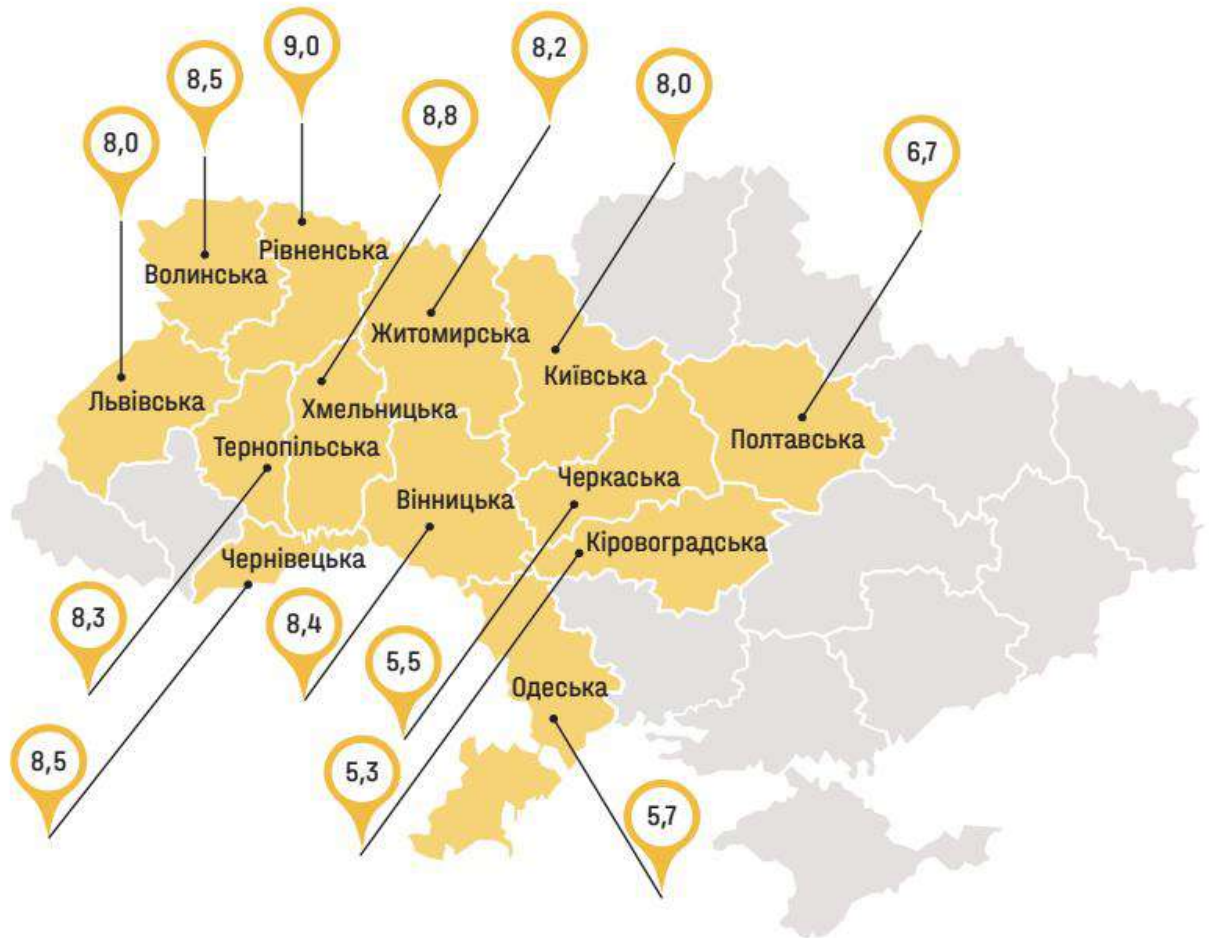 9,0
8,2
8,5
8,0
8,8
8,0
6,7
Рівненська
Волинська
Житомирська
Київська
Львівська
Хмельницька
Полтавська
Тернопільська
Черкаська
Вінницька
Кіровоградська
Чернівецька
8,3
8,4
5,5
Одеська
8,5
5,3
5,7